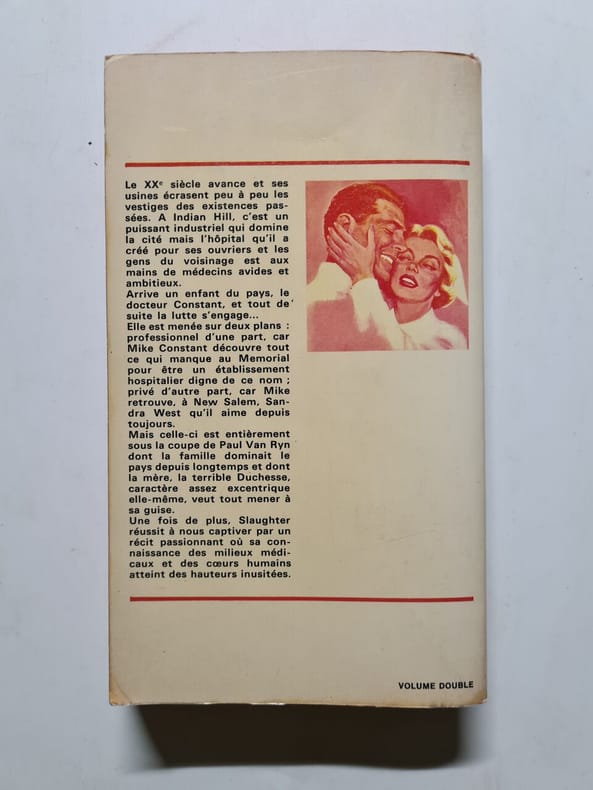 Le XXe siècle avance et ses
usines écrasent peu à peu les
vestiges des existences pas-
sées. A Indian Hill, c'est un
puissant industriel qui domine
la cité mais l'hôpital qu'il a
créé pour ses ouvriers et les
gens du voisinage est aux
mains de médecins avides et
ambitieux.
Arrive un enfant du pays, le
docteur Constant, et tout de
suite la lutte s'engage...
Elle est menée sur deux plans :
professionnel d'une part, car
Mike Constant découvre tout
ce qui manque au Memorial
pour être un établissement
hospitalier digne de ce nom ;
privé d'autre part, car Mike
retrouve, à New Salem, San-
dra West qu'il aime depuis
toujours.
Mais celle-ci est entièrement
sous la coupe de Paul Van Ryn
dont la famille dominait le
pays depuis longtemps et dont
la mère, la terrible Duchesse,
caractère assez excentrique
elle-même, veut tout mener à
sa guise.
Une fois de plus, Slaughter
réussit à nous captiver par un
récit passionnant où sa con-
naissance des milieux médi-
caux et des cœurs humains
atteint des hauteurs inusitées.
VOLUME DOUBLE